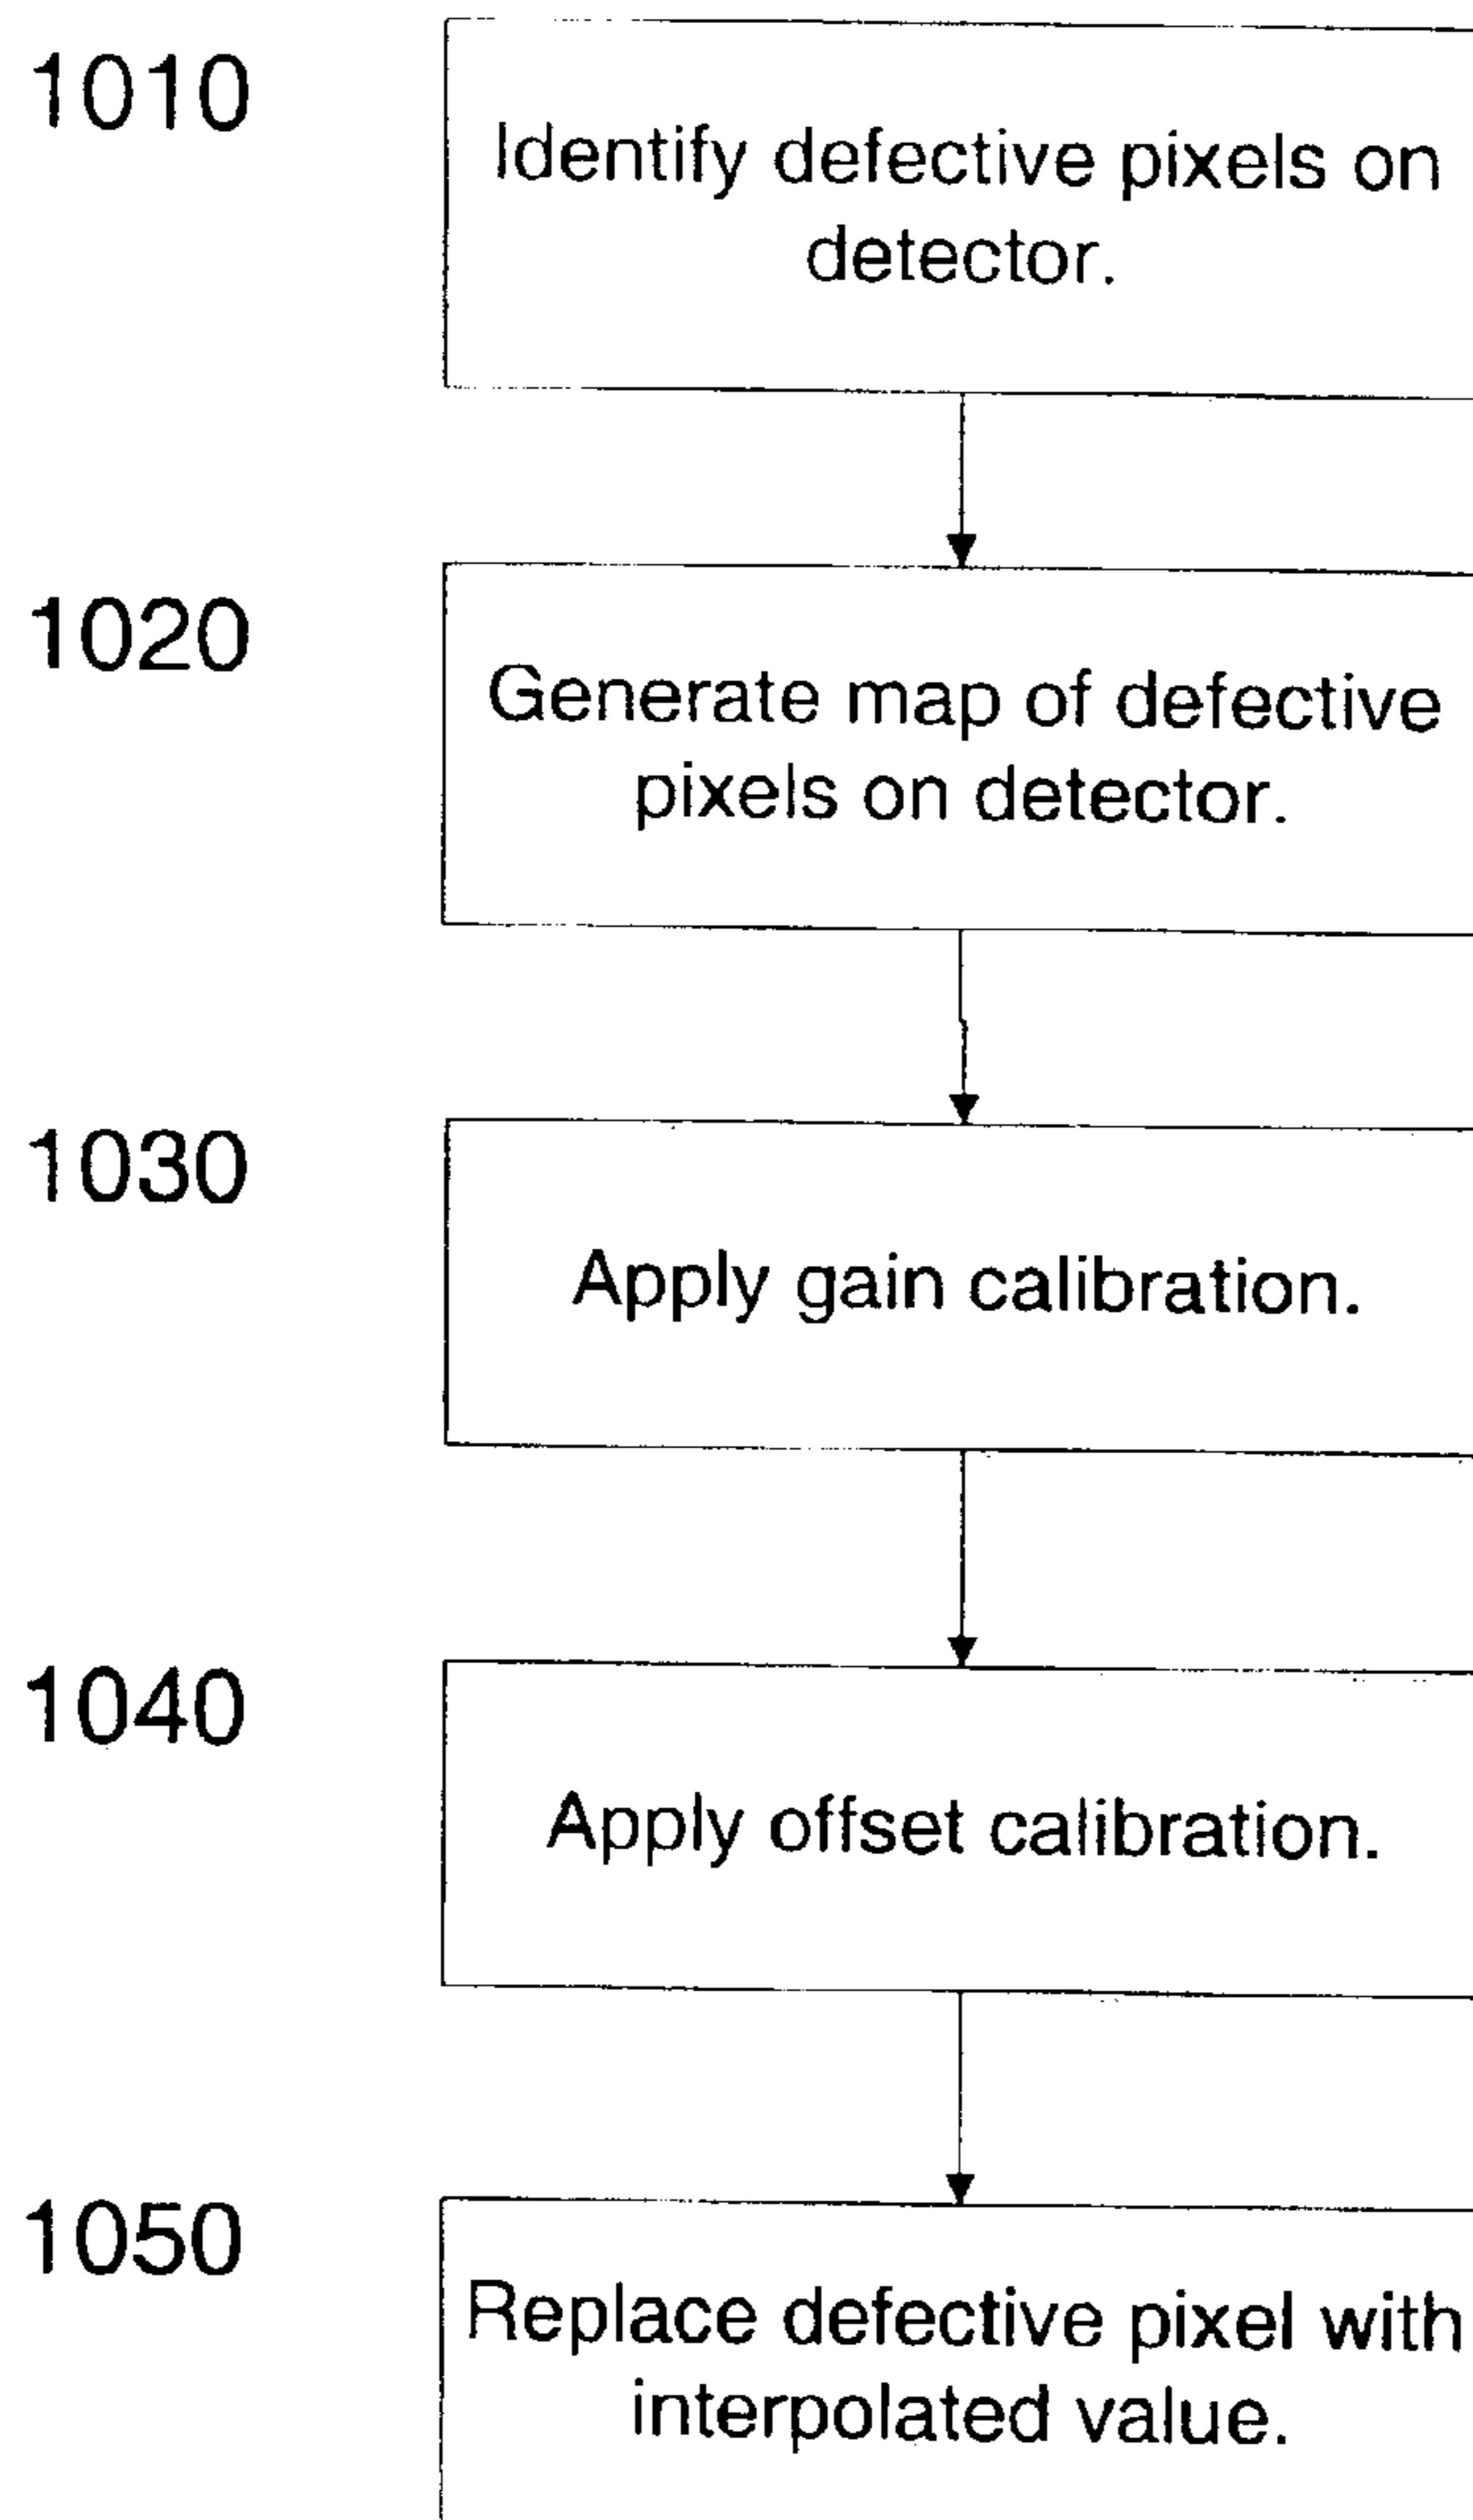 1010
Identify defective pixels on
detector.
1020
Generate map of defective
pixels on detector.
1030
Apply gain calibration.
1040
Apply offset calibration.
1050
Replace defective pixel with
interpolated value.